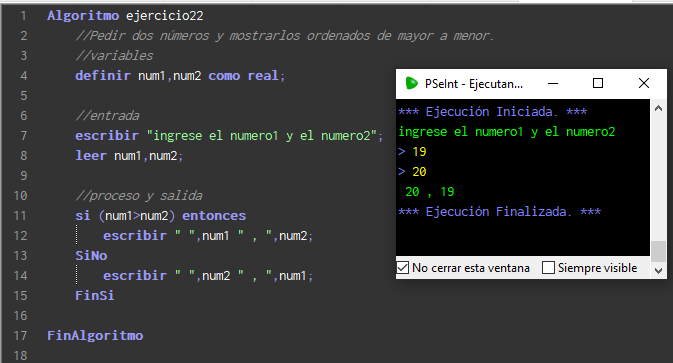 1 Algoritmo ejercicio22
2 //Pedir dos números y mostrarlos ordenados de mayor a menor.
3 //variables
4 definir num1,num2 como real;
5
6 //entrada
7 escribir "ingrese el numero1 y el numero2";
8 leer num1,num2;
9
10 //proceso y salida
11 si (num1>num2) entonces
12 escribir " ",num1 " , ",num2;
13 SiNo
14 escribir " ",num2 " , ",num1;
15 FinSi
16
17 FinAlgoritmo
18
PSeInt - Ejecutan...
*** Ejecución Iniciada. ***
ingrese el numero1 y el numero2
> 19
> 20
20 , 19
*** Ejecución Finalizada. ***
No cerrar esta ventana Siempre visible